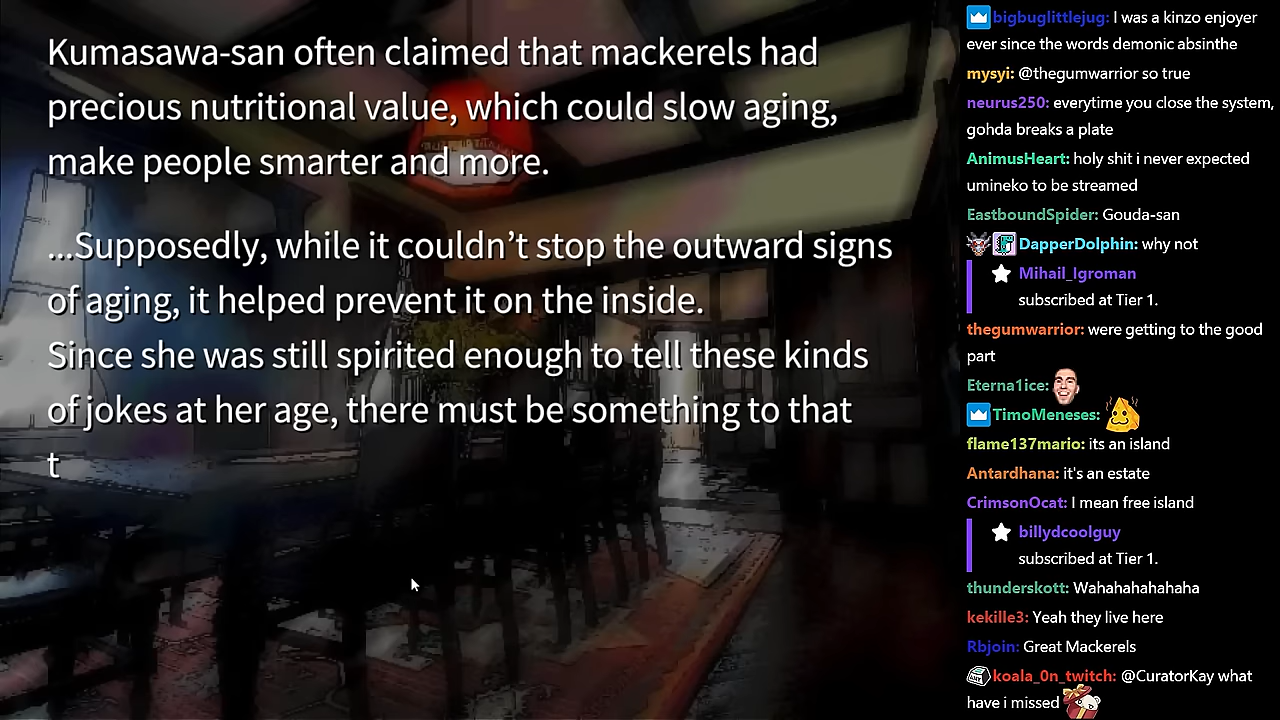 Kumasawa-san often claimed that mackerels had
precious nutritional value, which could slow aging,
make people smarter and more.
...Supposedly, while it couldn't stop the outward signs
of aging, it helped prevent it on the inside.
Since she was still spirited enough to tell these kinds
of jokes at her age, there must be something to that
t
bigbuglittlejug: I was a kinzo enjoyer
ever since the words demonic absinthe
mysyi: @thegumwarrior so true
neurus250: everytime you close the system,
gohda breaks a plate
AnimusHeart: holy shit i never expected
umineko to be streamed
EastboundSpider: Gouda-san
DapperDolphin: why not
Mihail_Igroman
subscribed at Tier 1.
thegumwarrior: were getting to the good
part
Eterna1ice:
TimoMeneses:
flame137mario: its an island
Antardhana: it's an estate
CrimsonOcat: I mean free island
billydcoolguy
subscribed at Tier 1.
thunderskott: Wahahahahahaha
kekille3: Yeah they live here
Rbjoin: Great Mackerels
koala_0n_twitch: @CuratorKay what
have i missed